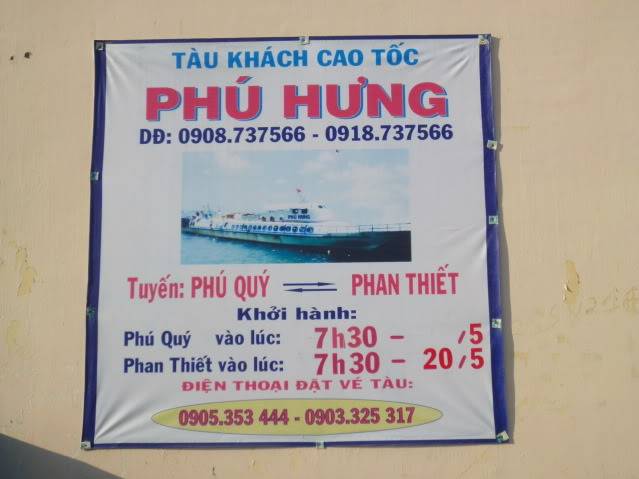 TÀU KHÁCH CAO TỐC
PHÚ HƯNG
DĐ: 0908.737566 - 0918.737566
PHÚ HƯNG
Tuyến: PHÚ QUÝ PHAN THIẾT
Khởi hành:
Phú Quý vào lúc: 7h30 - /5
Phan Thiết vào lúc: 7h30 - 20/5
ĐIỆN THOẠI ĐẶT VÉ TÀU:
0905.353 444 - 0903.325 317